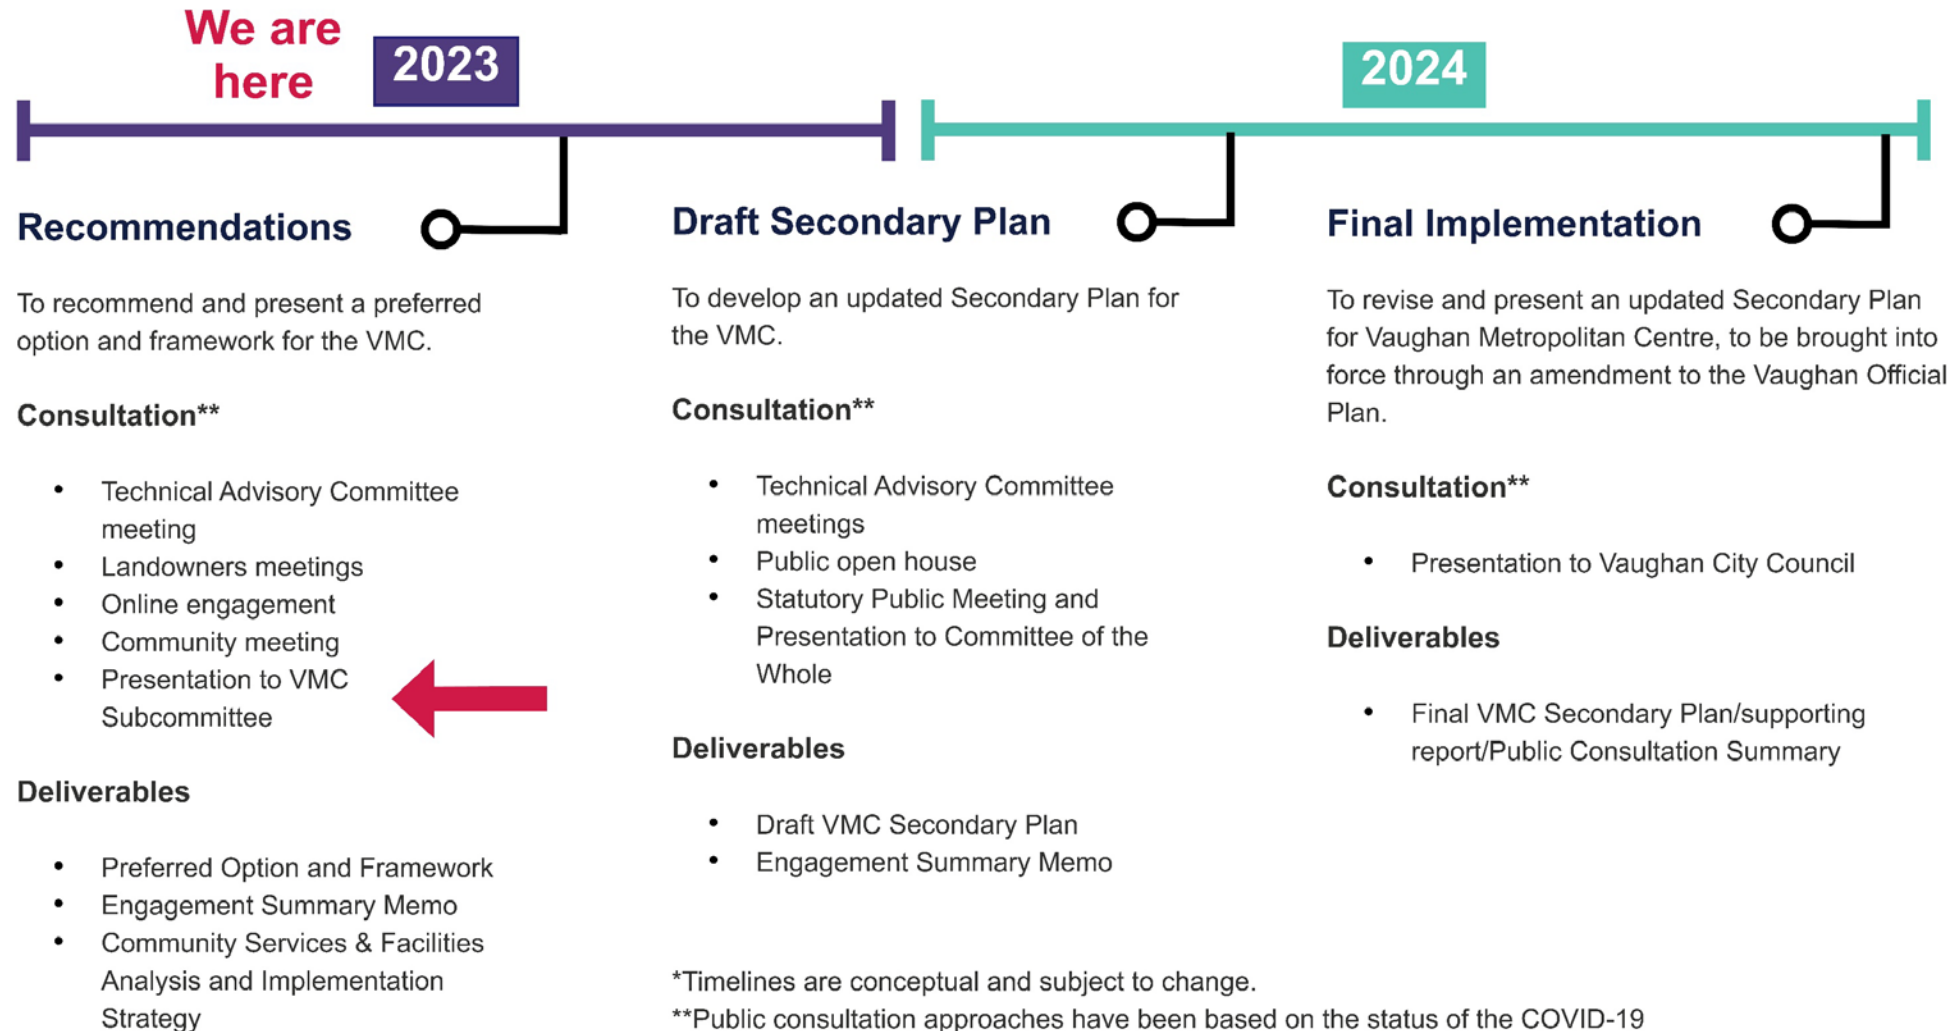 We are
here
2023
2024
Recommendations
To recommend and present a preferred
option and framework for the VMC.
Consultation**
• Technical Advisory Committee
meeting
• Landowners meetings
• Online engagement
• Community meeting
• Presentation to VMC
Subcommittee
Deliverables
• Preferred Option and Framework
• Engagement Summary Memo
• Community Services & Facilities
Analysis and Implementation
Strategy
Draft Secondary Plan
To develop an updated Secondary Plan for
the VMC.
Consultation**
• Technical Advisory Committee
meetings
• Public open house
• Statutory Public Meeting and
Presentation to Committee of the
Whole
Deliverables
• Draft VMC Secondary Plan
• Engagement Summary Memo
Final Implementation
To revise and present an updated Secondary Plan
for Vaughan Metropolitan Centre, to be brought into
force through an amendment to the Vaughan Official
Plan.
Consultation**
• Presentation to Vaughan City Council
Deliverables
• Final VMC Secondary Plan/supporting
report/Public Consultation Summary
*Timelines are conceptual and subject to change.
**Public consultation approaches have been based on the status of the COVID-19